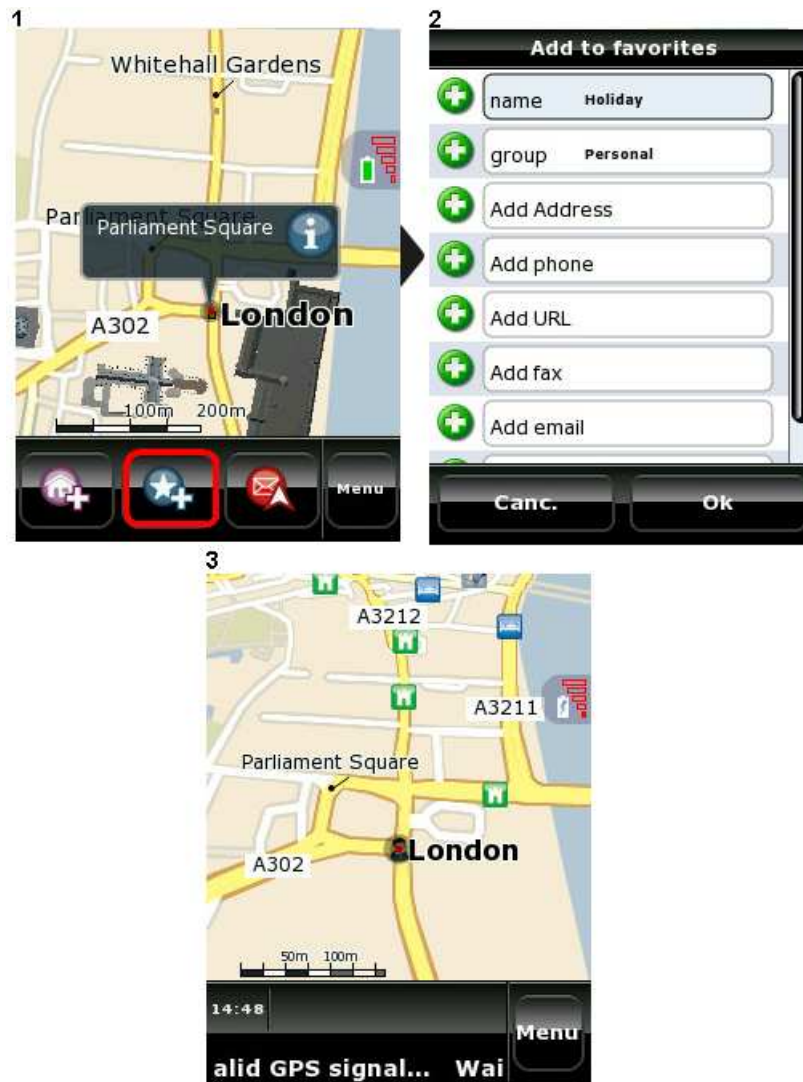 1
Whitehall Gardens
Parliament Square
Parliament Square
London
A302
100m 200m
Menu
2
Add to favorites
name Holiday
group Personal
Add Address
Add phone
Add URL
Add fax
Add email
Canc. Ok
3
A3212
A3211
Parliament Square
London
A302
50m 100m
14:48
Menu
alid GPS signal... Wai